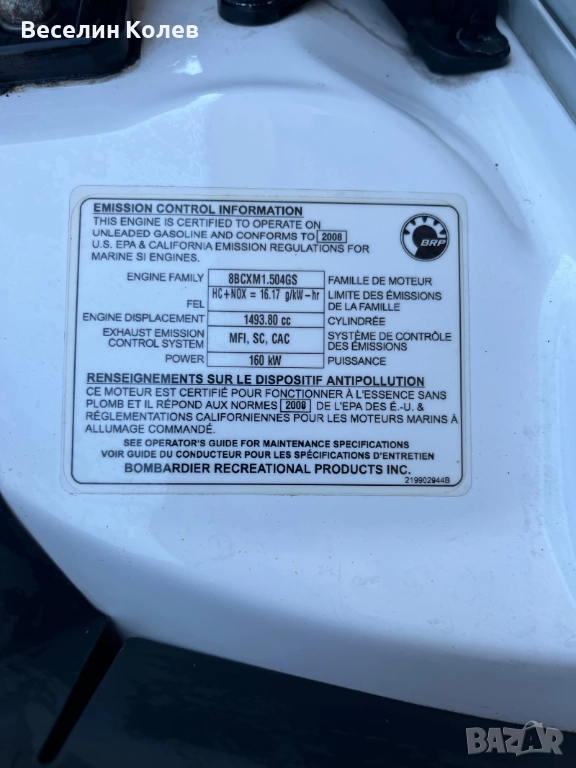 Веселин Колев
EMISSION CONTROL INFORMATION
THIS ENGINE IS CERTIFIED TO OPERATE ON
UNLEADED GASOLINE AND CONFORMS TO 2008
U.S. EPA & CALIFORNIA EMISSION REGULATIONS FOR
MARINE SI ENGINES.
BRP
ENGINE FAMILY 8BCXM1.504GS FAMILLE DE MOTEUR
FEL HC+NOX = 16.17 g/kW-hr LIMITE DES ÉMISSIONS
DE LA FAMILLE
ENGINE DISPLACEMENT 1493.80 cc CYLINDRÉE
EXHAUST EMISSION
CONTROL SYSTEM MFI, SC, CAC SYSTÈME DE CONTRÔLE
DES ÉMISSIONS
POWER 160 kW PUISSANCE
RENSEIGNEMENTS SUR LE DISPOSITIF ANTIPOLLUTION
CE MOTEUR EST CERTIFIÉ POUR FONCTIONNER À L'ESSENCE SANS
PLOMB ET IL RÉPOND AUX NORMES 2008 DE L'EPA DES É.-U. &
RÉGLEMENTATIONS CALIFORNIENNES POUR LES MOTEURS MARINS À
ALLUMAGE COMMANDÉ.
SEE OPERATOR'S GUIDE FOR MAINTENANCE SPECIFICATIONS
VOIR GUIDE DU CONDUCTEUR POUR LES SPÉCIFICATIONS D'ENTRETIEN
BOMBARDIER RECREATIONAL PRODUCTS INC.
219902944B
BAZAR